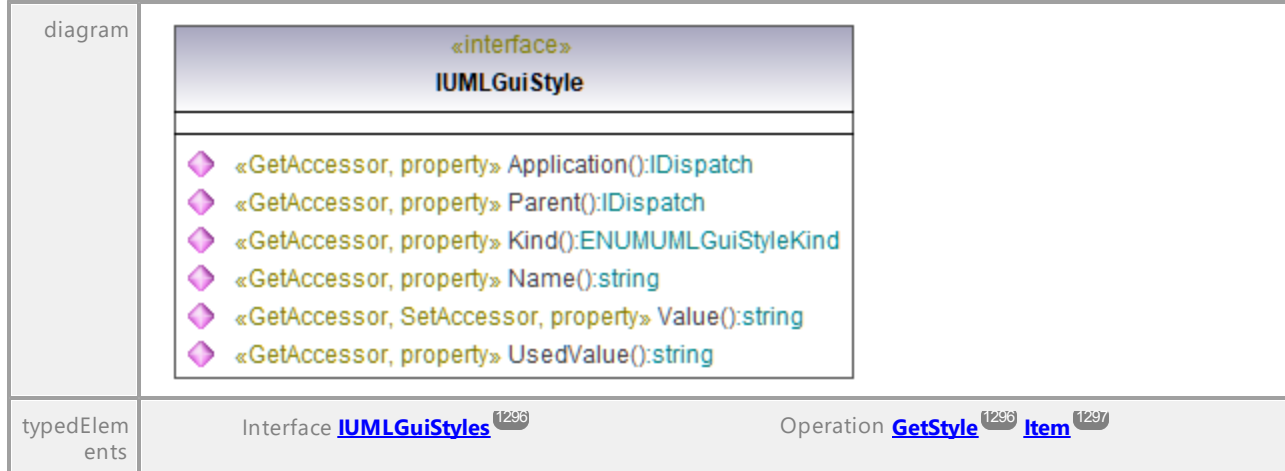 diagram
«interface»
IUMLGuiStyle
«GetAccessor, property» Application():IDispatch
«GetAccessor, property» Parent():IDispatch
«GetAccessor, property» Kind():ENUMUMLGuiStyleKind
«GetAccessor, property» Name():string
«GetAccessor, SetAccessor, property» Value():string
«GetAccessor, property» UsedValue():string
typedElem
ents
Interface IUMLGuiStyles 1296 Operation GetStyle 1296 Item 1297